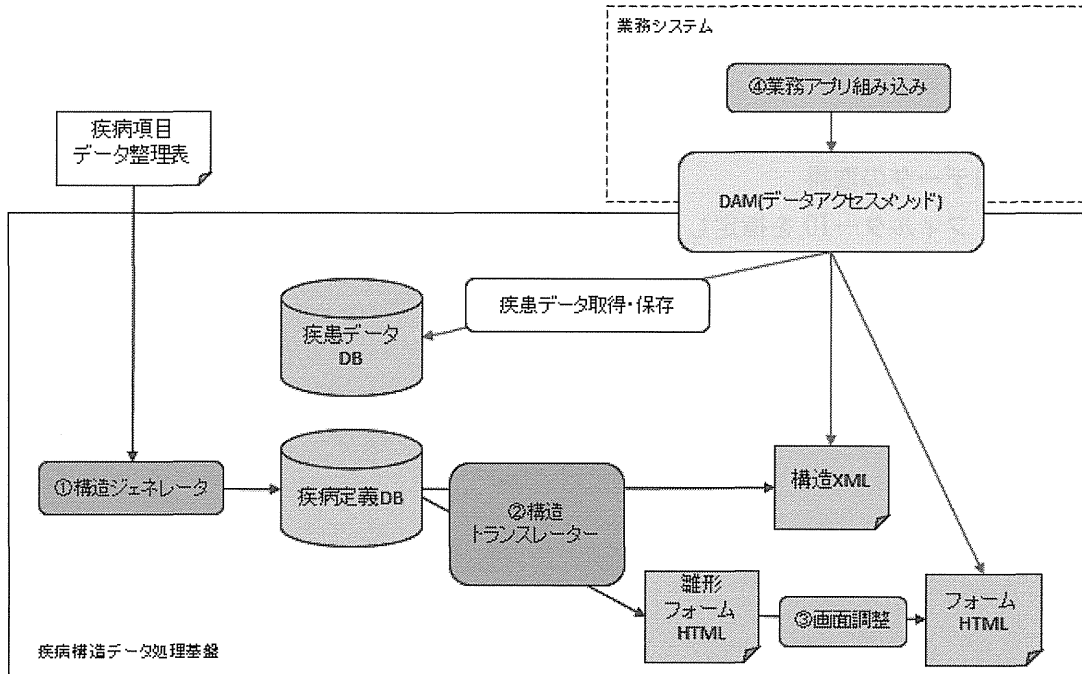 業務システム
④業務アプリ組み込み
疾病項目
データ整理表
DAM(データアクセスメソッド)
疾患データ取得・保存
疾患データ
DB
①構造ジェネレータ
疾病定義DB
②構造
トランスレーター
構造XML
雛形
フォーム
HTML
③画面調整
フォーム
HTML
疾病構造データ処理基盤